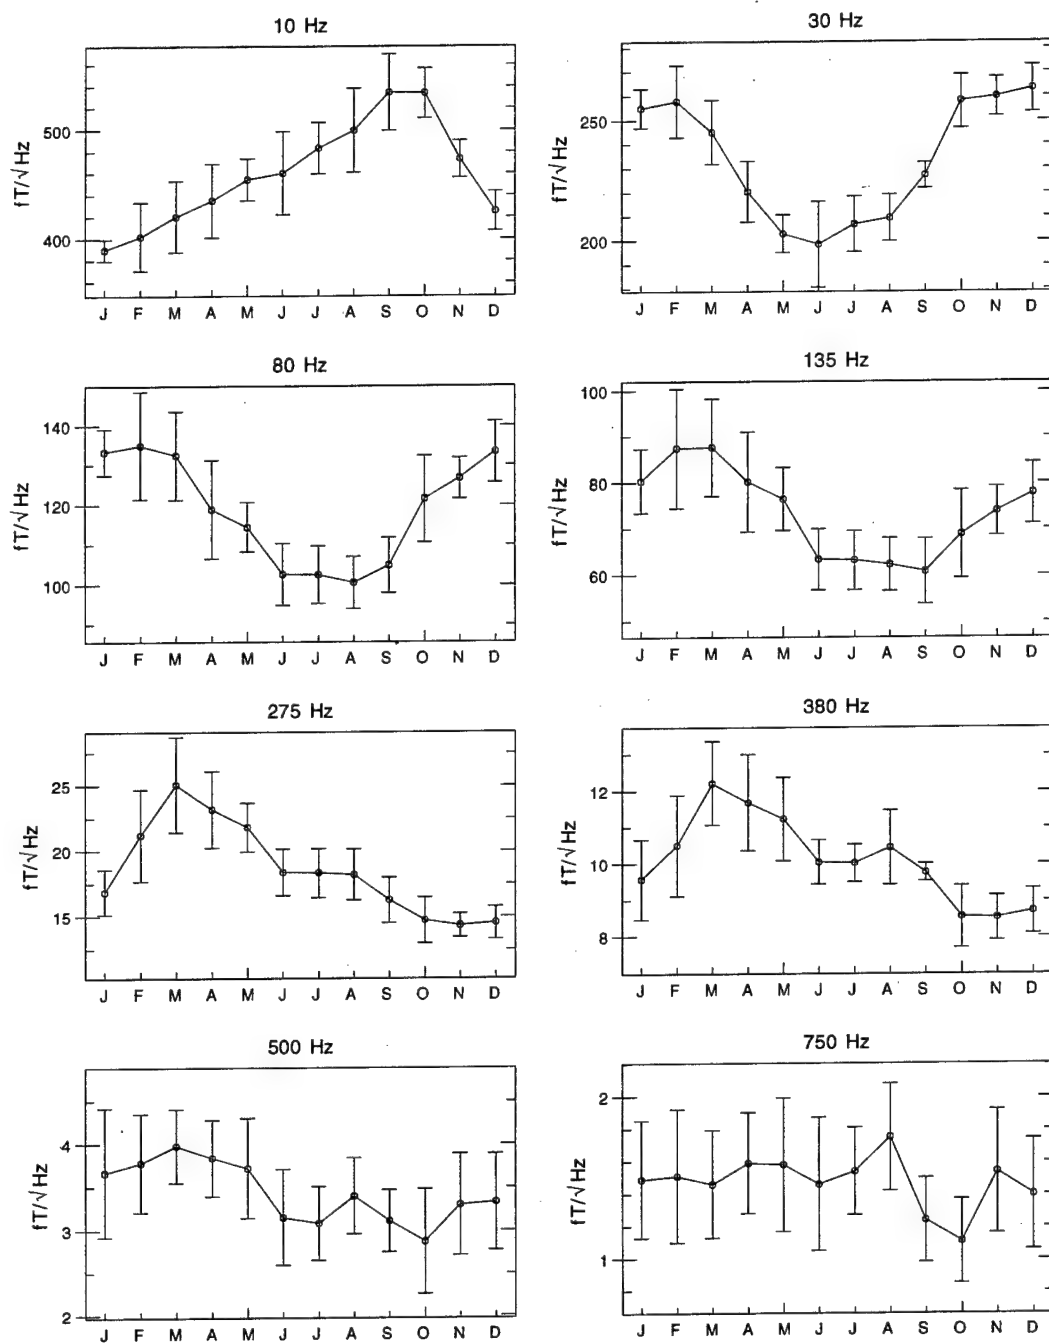 10 Hz
fT/√Hz
500
400
J F M A M J J A S O N D
30 Hz
fT/√Hz
250
200
J F M A M J J A S O N D
80 Hz
fT/√Hz
140
120
100
J F M A M J J A S O N D
135 Hz
fT/√Hz
100
80
60
J F M A M J J A S O N D
275 Hz
fT/√Hz
25
20
15
J F M A M J J A S O N D
380 Hz
fT/√Hz
12
10
8
J F M A M J J A S O N D
500 Hz
fT/√Hz
4
3
2
J F M A M J J A S O N D
750 Hz
fT/√Hz
2
1
J F M A M J J A S O N D